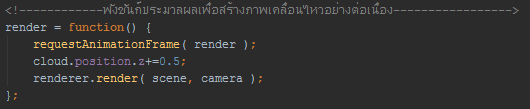 <!------------ฟังชันก์ประมวลผลเพื่อสร้างภาพเคลื่อนไหวอย่างต่อเนื่อง----------------->
render = function() {
    requestAnimationFrame( render );
    cloud.position.z+=0.5;
    renderer.render( scene, camera );
};